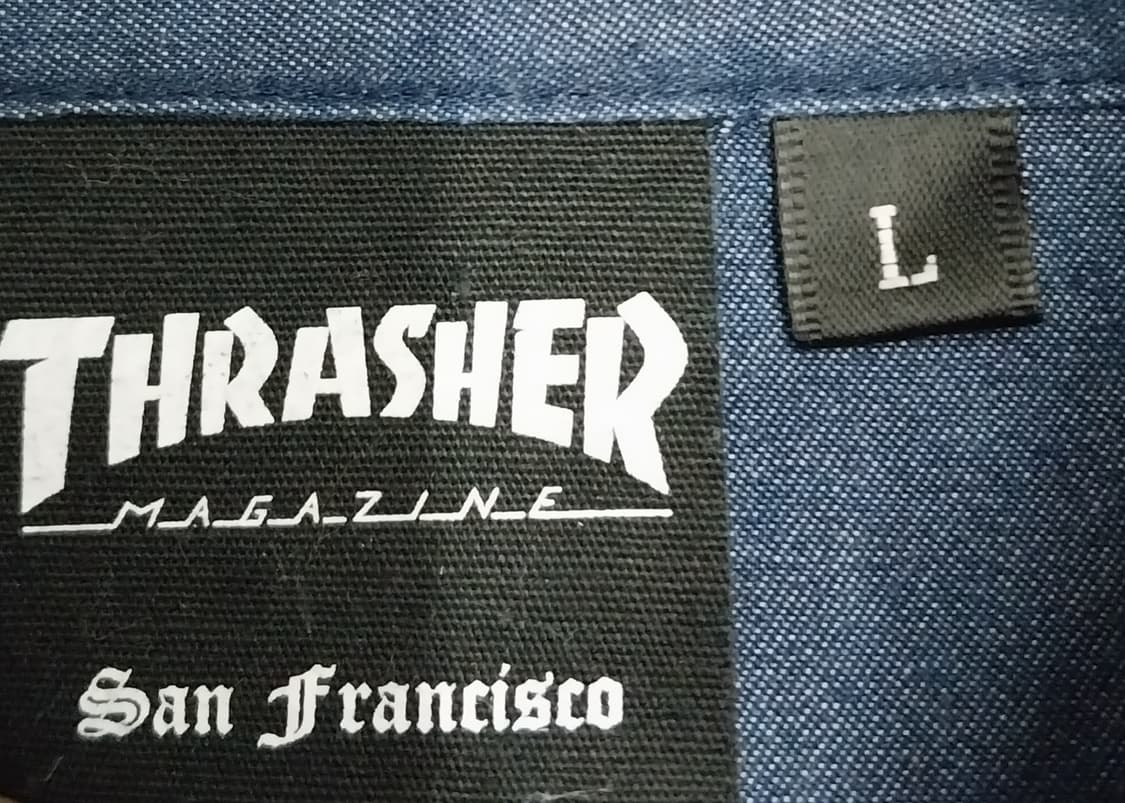 THRASHER
MAGAZINE
San Francisco
L